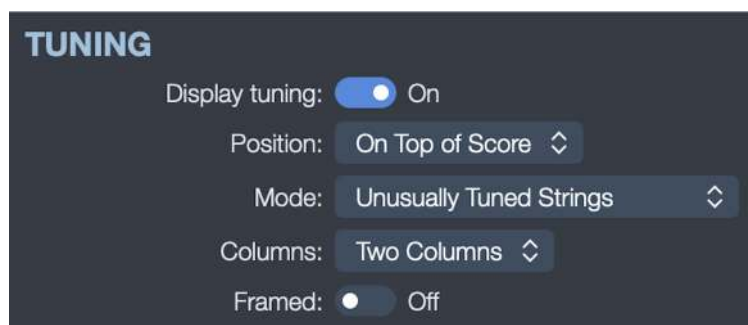 TUNING
Display tuning: On
Position: On Top of Score
Mode: Unusually Tuned Strings
Columns: Two Columns
Framed: Off